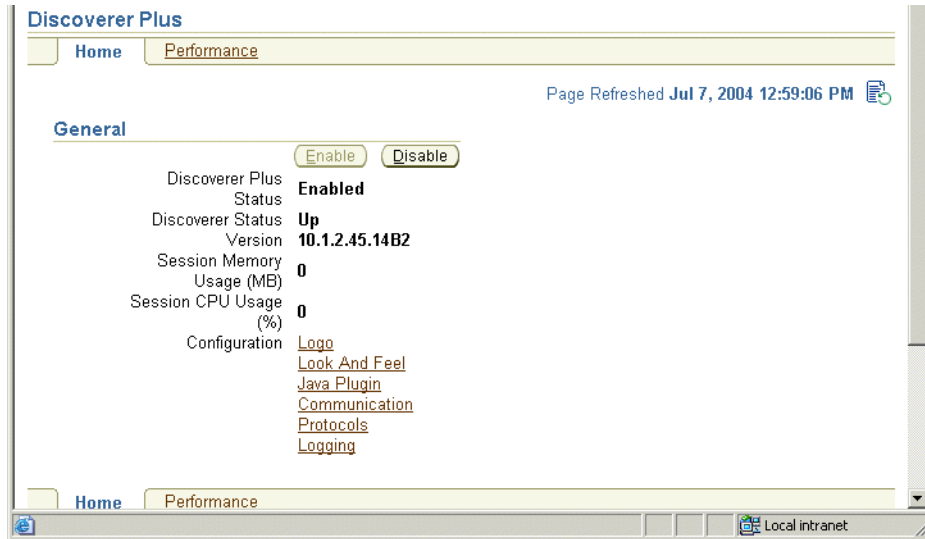 Discoverer Plus
Home Performance
Page Refreshed Jul 7, 2004 12:59:06 PM
General
Enable Disable
Discoverer Plus
Status Enabled
Discoverer Status Up
Version 10.1.2.45.14B2
Session Memory
Usage (MB) 0
Session CPU Usage
(%) 0
Configuration Logo
Look And Feel
Java Plugin
Communication
Protocols
Logging
Home Performance
Local intranet